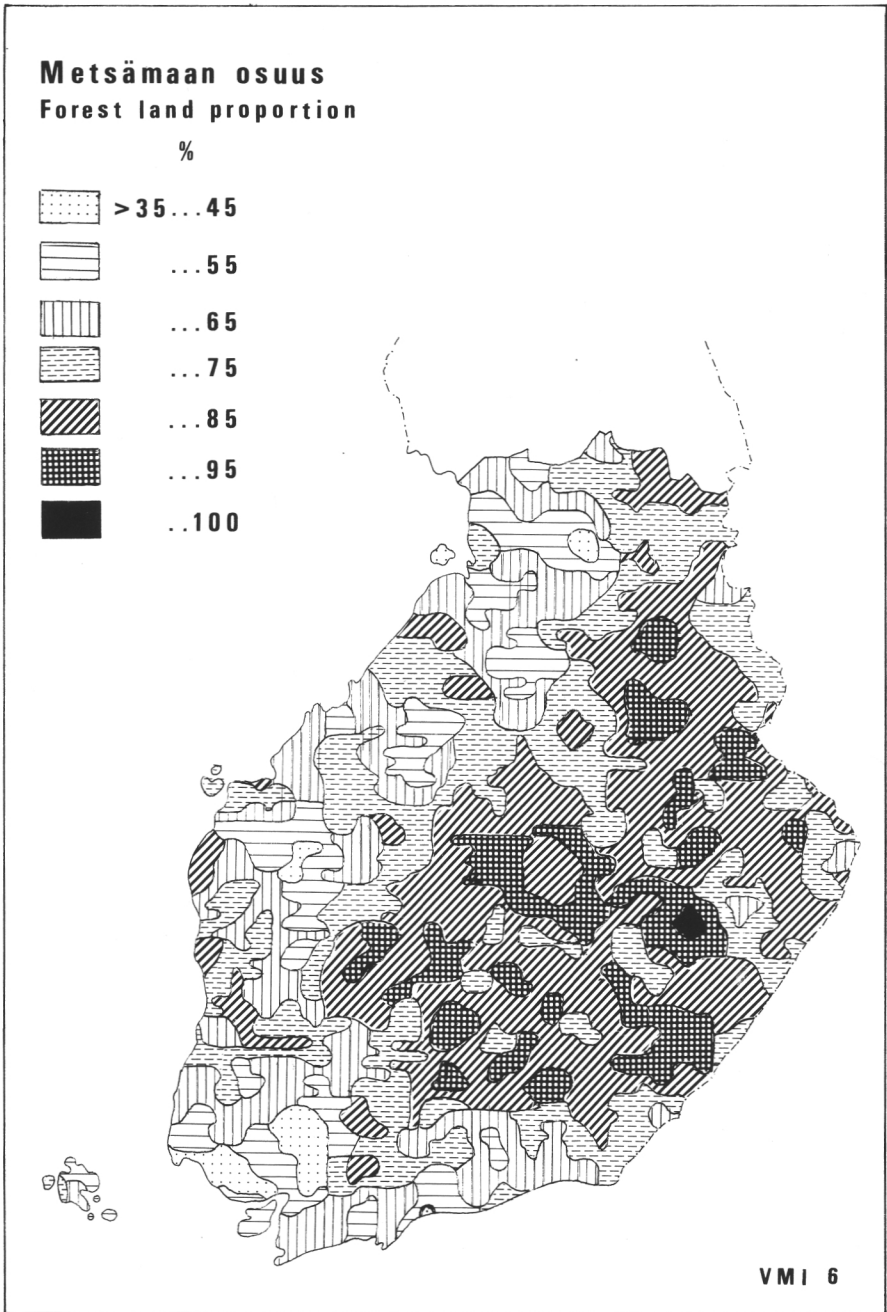 Metsämaan osuus
Forest land proportion
%
>35...45
...55
...65
...75
...85
...95
..100
VMI 6